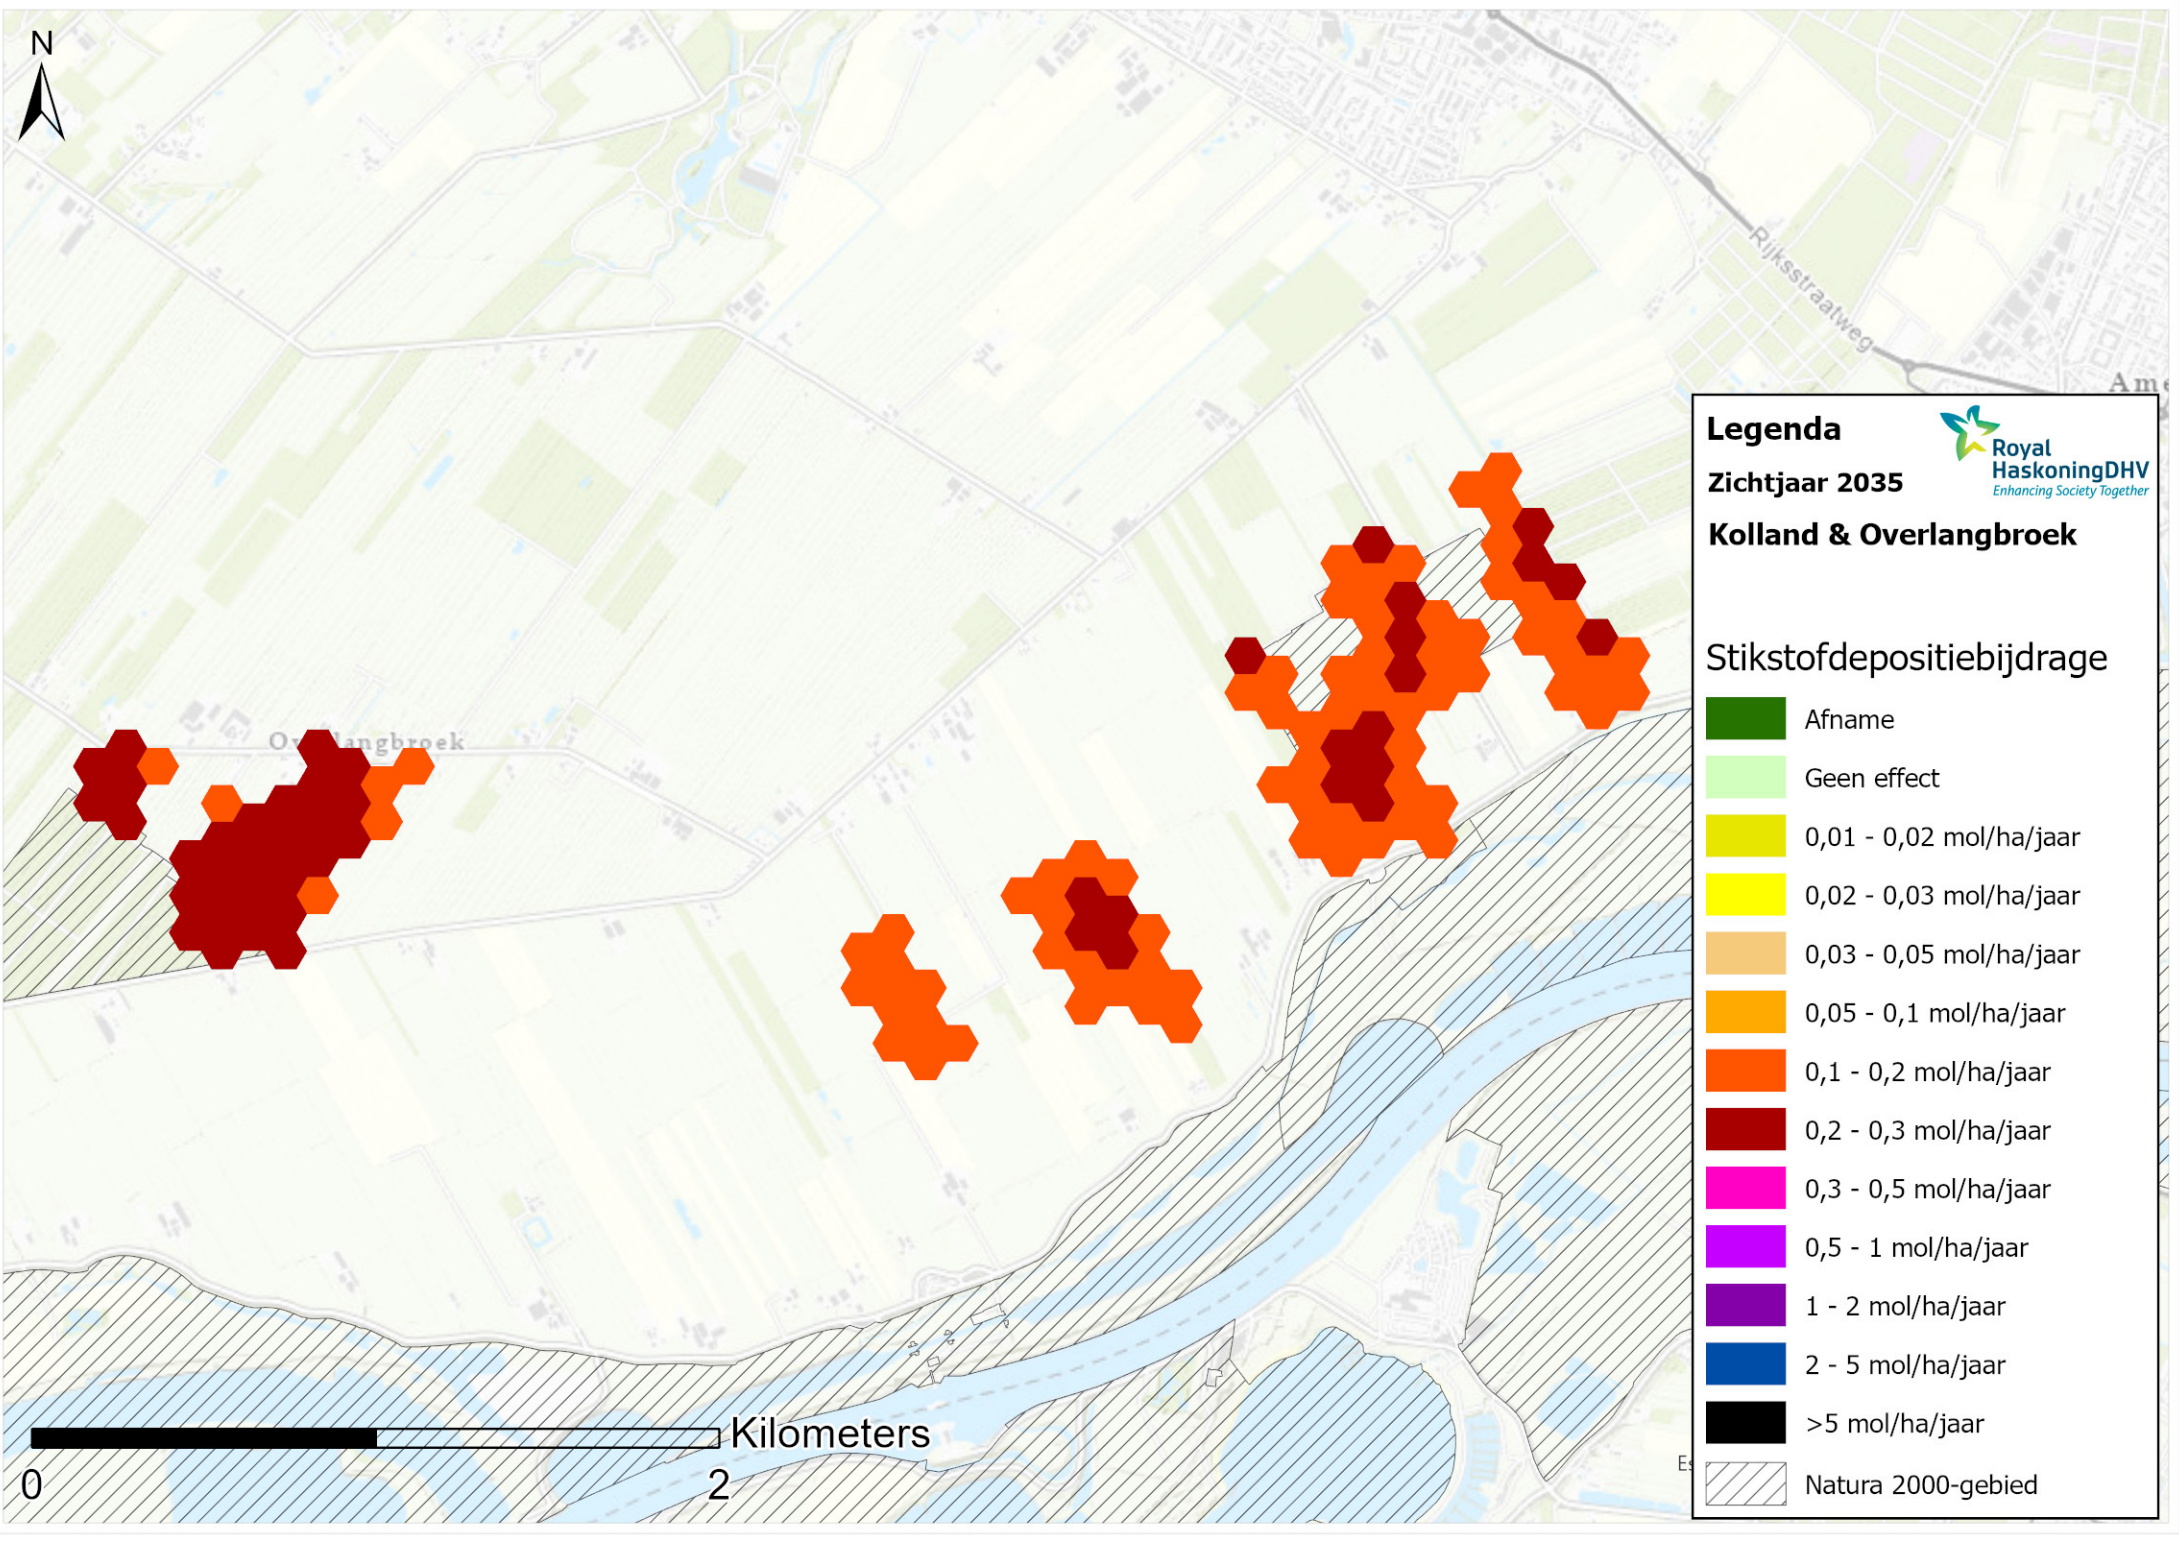 N
Rijksstraatweg
Ame
Overlangbroek
Legenda
Royal
HaskoningDHV
Enhancing Society Together
Zichtjaar 2035
Kolland & Overlangbroek
Stikstofdepositiebijdrage
Afname
Geen effect
0,01 - 0,02 mol/ha/jaar
0,02 - 0,03 mol/ha/jaar
0,03 - 0,05 mol/ha/jaar
0,05 - 0,1 mol/ha/jaar
0,1 - 0,2 mol/ha/jaar
0,2 - 0,3 mol/ha/jaar
0,3 - 0,5 mol/ha/jaar
0,5 - 1 mol/ha/jaar
1 - 2 mol/ha/jaar
2 - 5 mol/ha/jaar
>5 mol/ha/jaar
Natura 2000-gebied
Kilometers
0 2